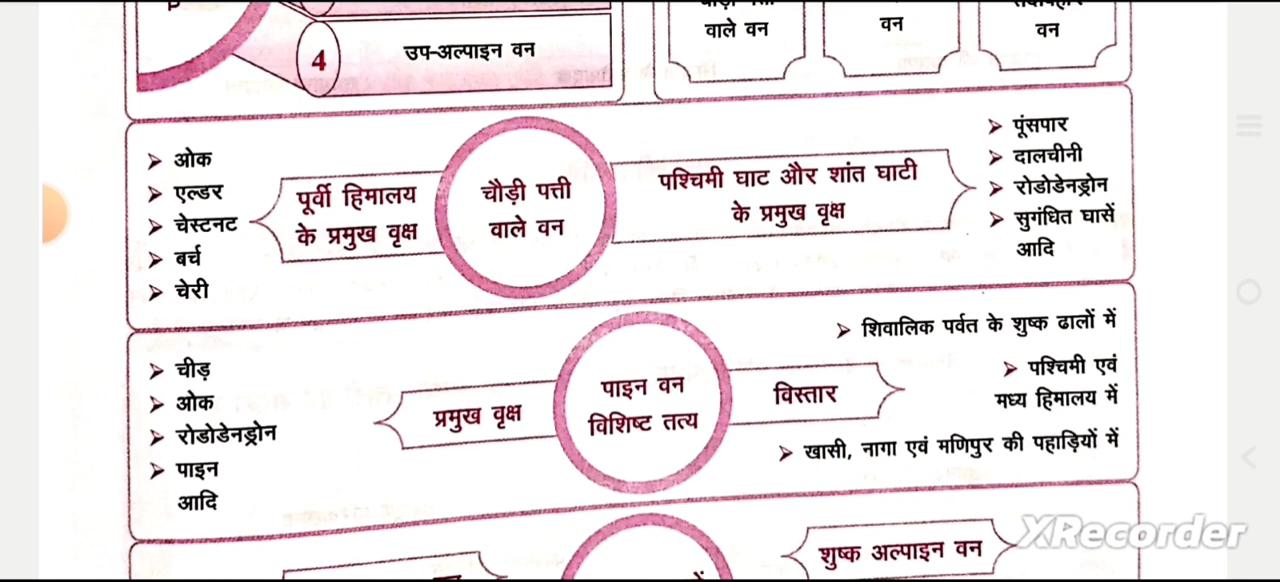 4
उप-अल्पाइन वन
वाले वन
वन
वन
ओक
एल्डर
चेस्टनट
बर्च
चेरी
पूर्वी हिमालय
के प्रमुख वृक्ष
चौड़ी पत्ती
वाले वन
पश्चिमी घाट और शांत घाटी
के प्रमुख वृक्ष
पूंसपार
दालचीनी
रोडोडेनड्रोन
सुगंधित घासें
आदि
चीड़
ओक
रोडोडेनड्रोन
पाइन
आदि
प्रमुख वृक्ष
पाइन वन
विशिष्ट तत्य
विस्तार
शिवालिक पर्वत के शुष्क ढालों में
पश्चिमी एवं
मध्य हिमालय में
खासी, नागा एवं मणिपुर की पहाड़ियों में
शुष्क अल्पाइन वन
XRecorder